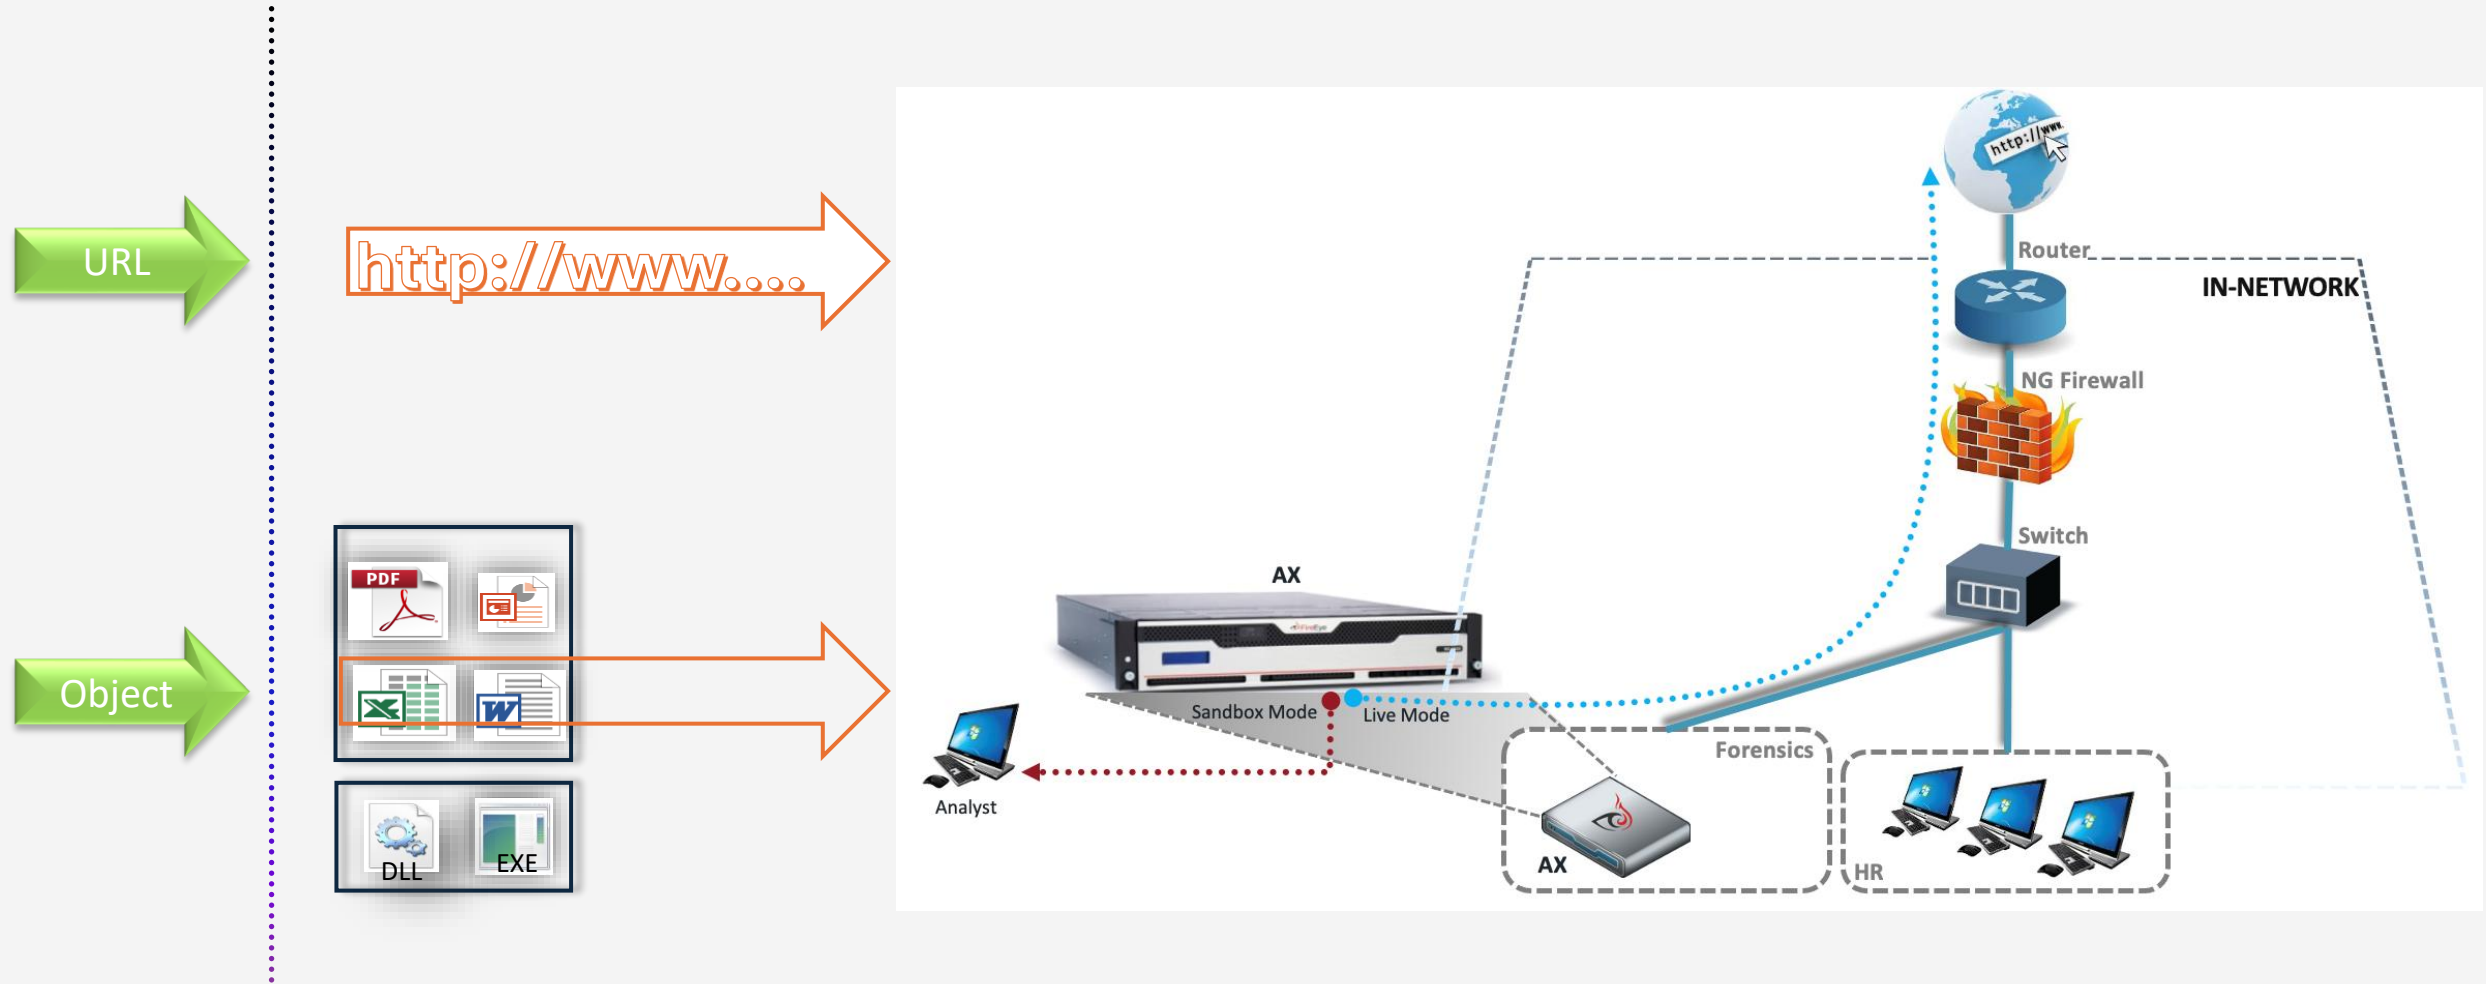 URL
http://www....
Object
PDF
DLL
EXE
http://www.
Router
IN-NETWORK
NG Firewall
Switch
AX
FireEye
Sandbox Mode
Live Mode
Analyst
Forensics
AX
HR